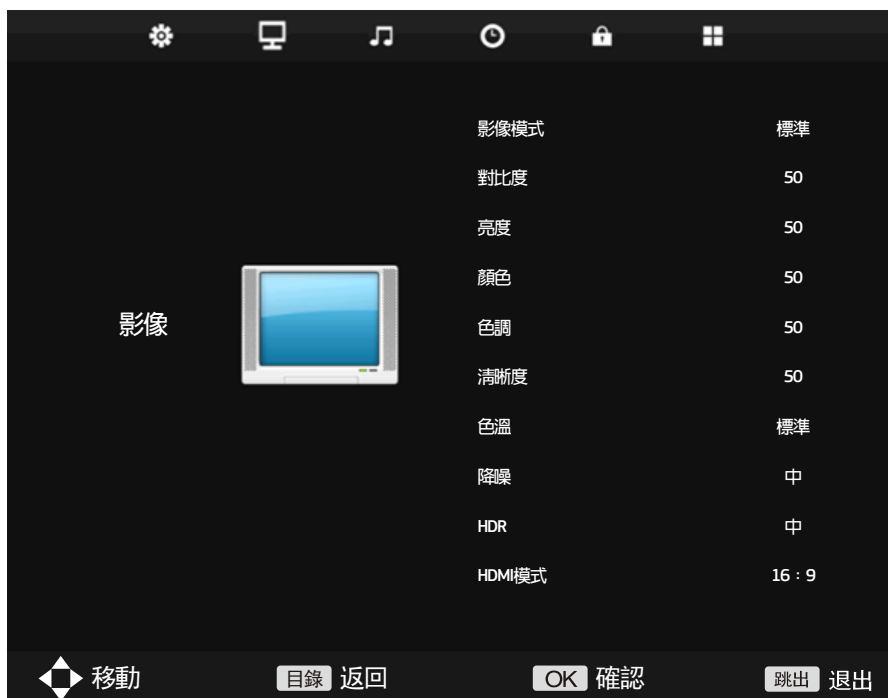 影像模式 標準
對比度 50
亮度 50
顏色 50
影像
色調 50
清晰度 50
色溫 標準
降噪 中
HDR 中
HDMI模式 16：9
移動 目錄 返回 OK 確認 跳出 退出